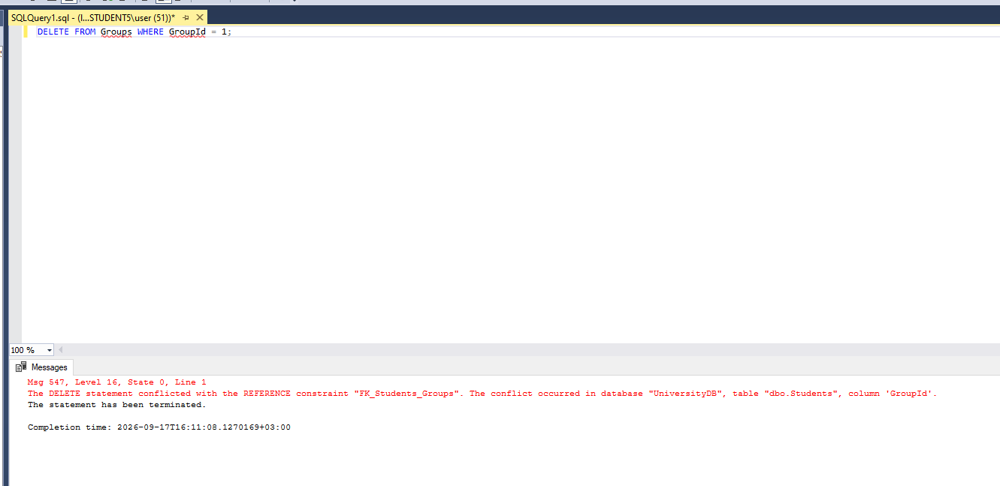 SQLQuery1.sql - (l...STUDENT5\user (51))*
DELETE FROM Groups WHERE GroupId = 1;
100 %
Messages
Msg 547, Level 16, State 0, Line 1
The DELETE statement conflicted with the REFERENCE constraint "FK_Students_Groups". The conflict occurred in database "UniversityDB", table "dbo.Students", column 'GroupId'.
The statement has been terminated.
Completion time: 2026-09-17T16:11:08.1270169+03:00